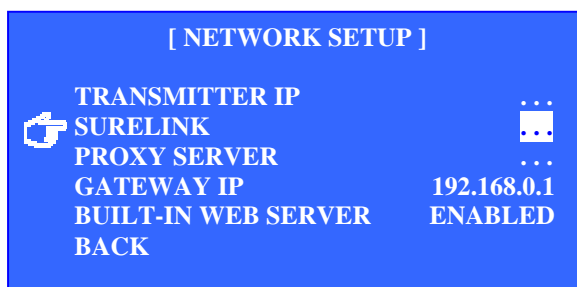 [ NETWORK SETUP ]
TRANSMITTER IP ...
SURELINK ...
PROXY SERVER ...
GATEWAY IP 192.168.0.1
BUILT-IN WEB SERVER ENABLED
BACK